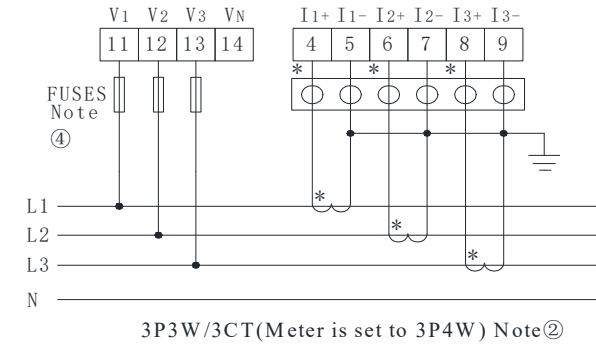 V1 V2 V3 VN I1+ I1- I2+ I2- I3+ I3-
11 12 13 14 4 5 6 7 8 9
* * *
FUSES
Note
④
L1 *
L2 *
L3 *
N
3P3W/3CT(Meter is set to 3P4W) Note②